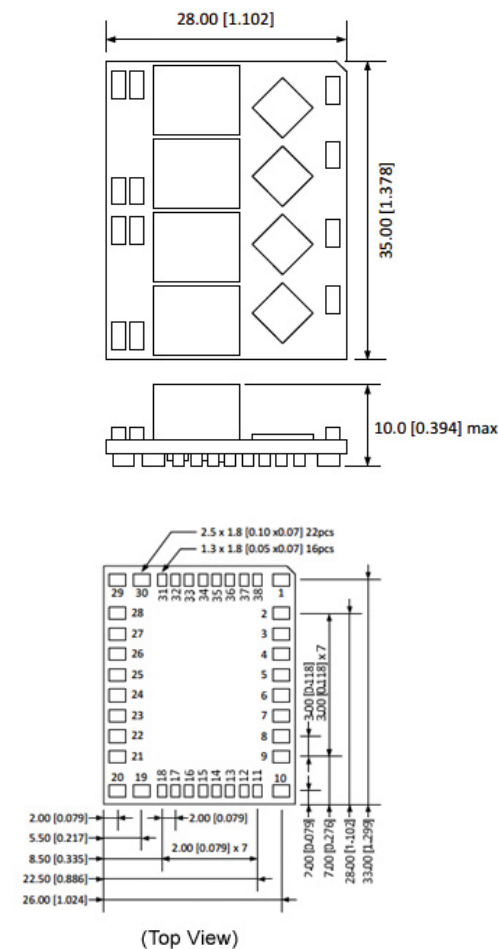 28.00 [1.102]
35.00 [1.378]
10.0 [0.394] max
2.5 x 1.8 [0.10 x0.07] 22pcs
1.3 x 1.8 [0.05 x0.07] 16pcs
29 30 31 32 33 34 35 36 37 38 1
28 2
27 3
26 4
25 5
24 6
23 7
22 8
21 9
20 19 18 17 16 15 14 13 12 11 10
3.00 [0.118]
3.00 [0.118] x 7
2.00 [0.079] 2.00 [0.079]
5.50 [0.217]
8.50 [0.335] 2.00 [0.079] x 7
22.50 [0.886]
26.00 [1.024]
7.00 [0.079]
7.00 [0.276]
28.00 [1.102]
33.00 [1.299]
(Top View)